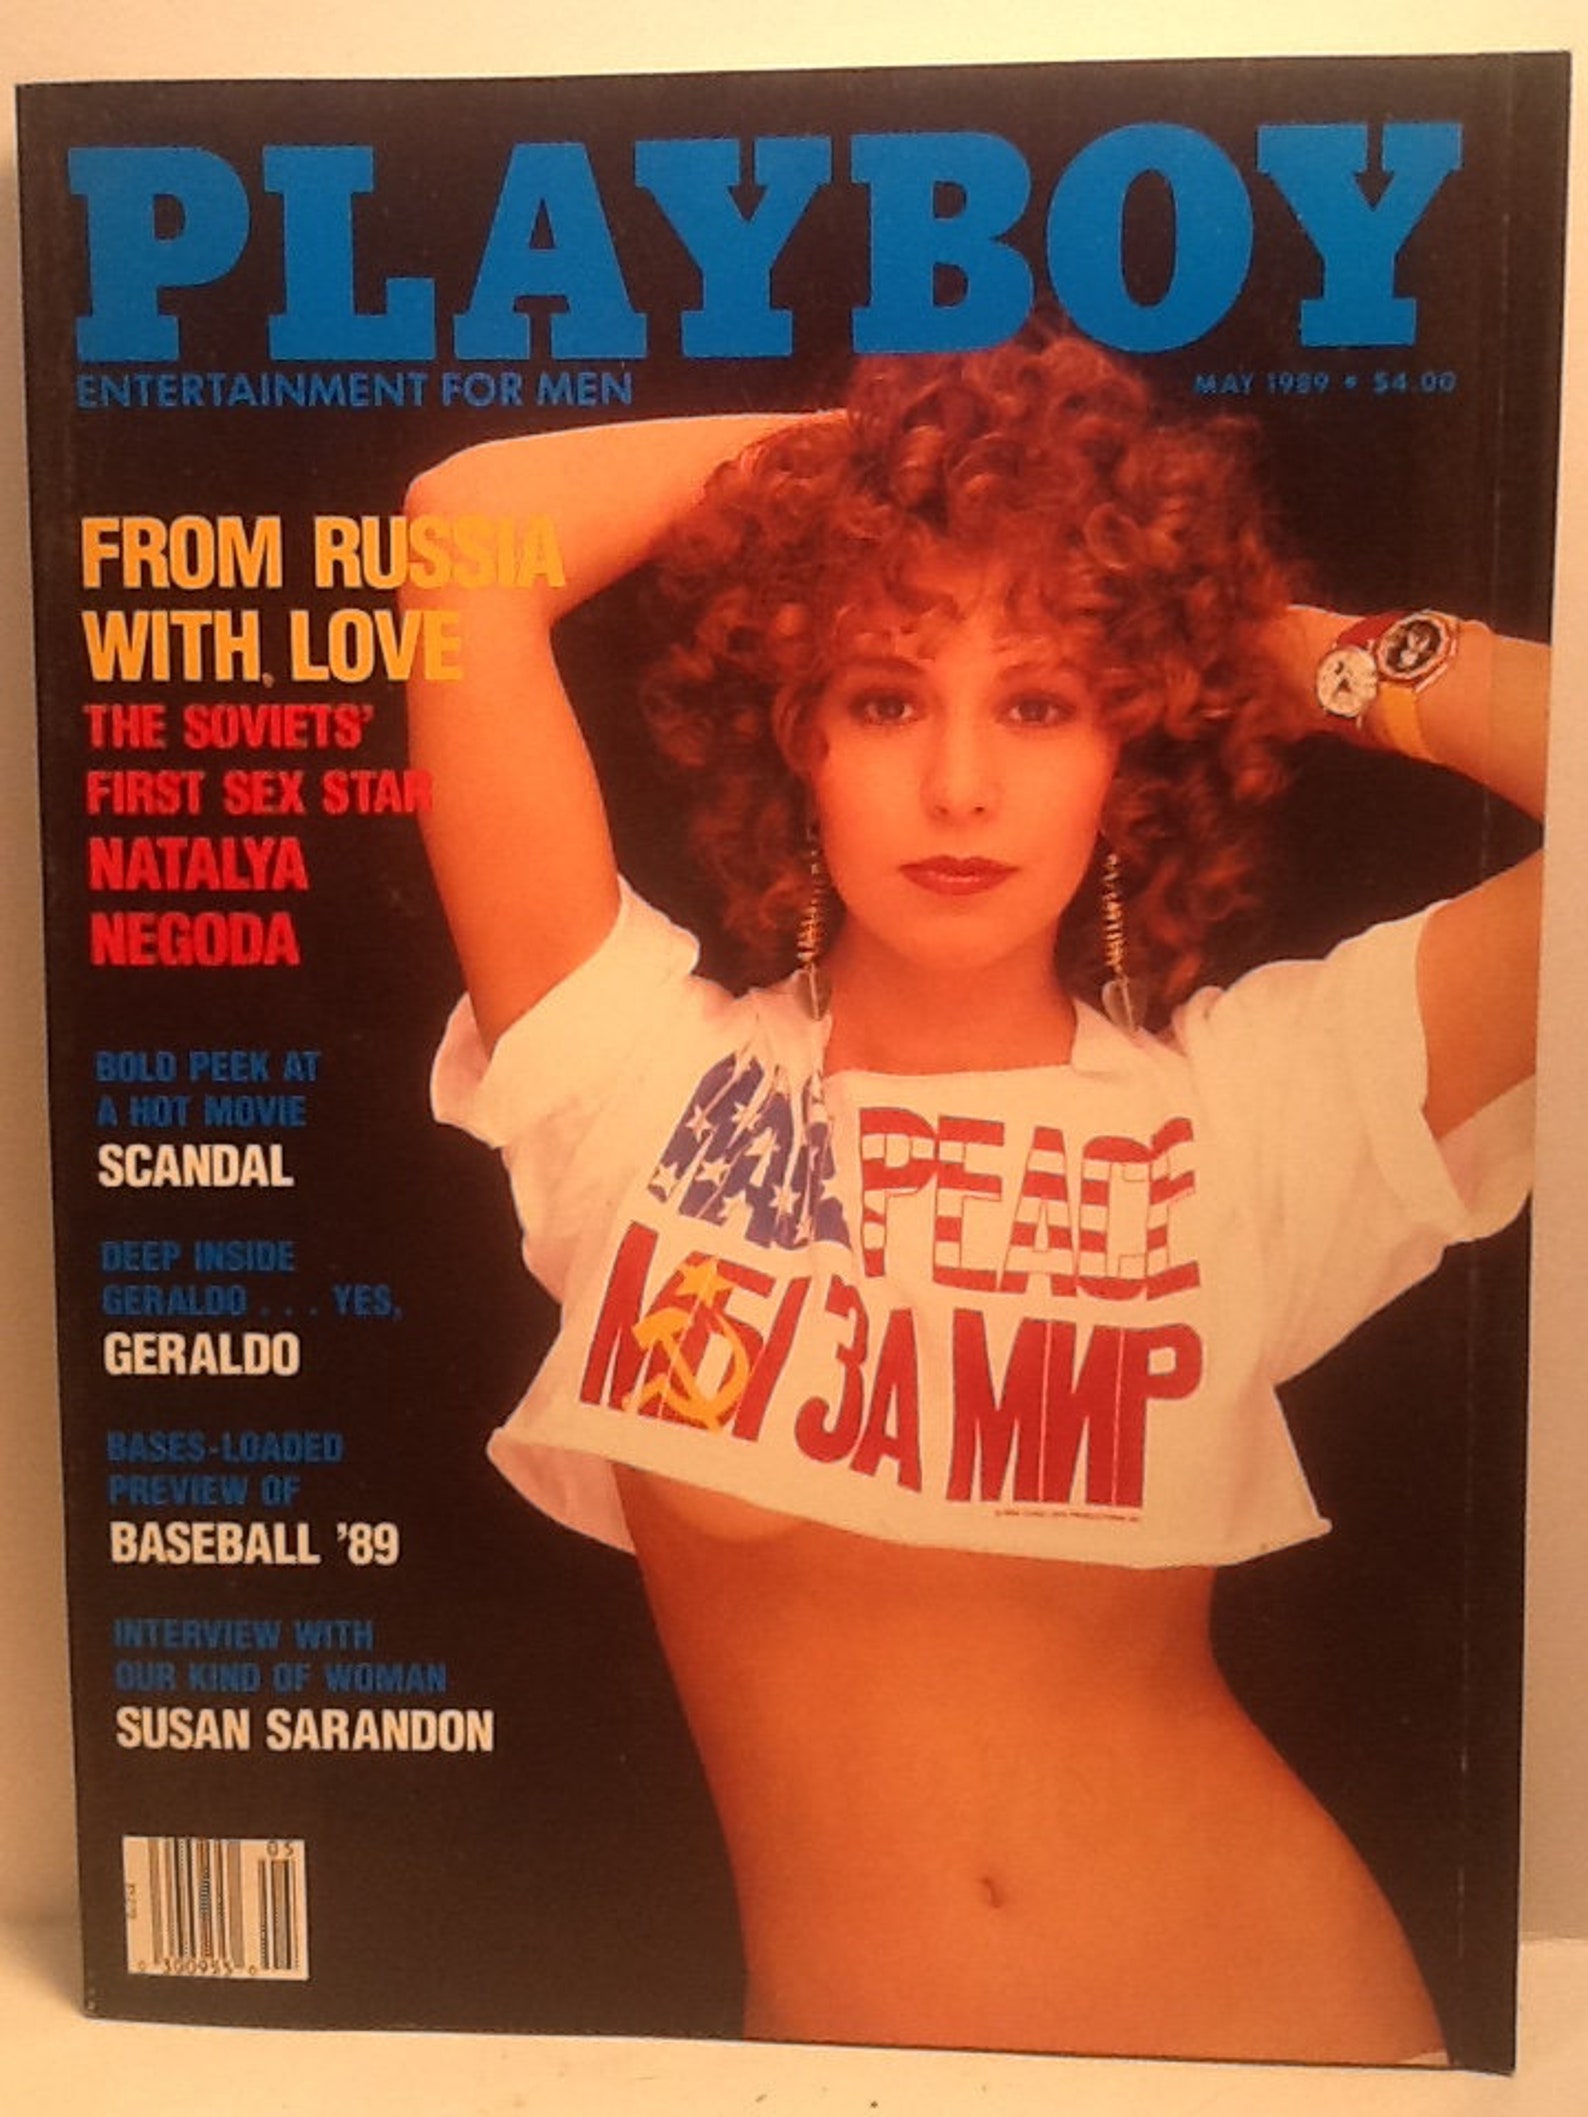 PLAYBOY
ENTERTAINMENT FOR MEN
MAY 1989 • $4.00
FROM RUSSIA
WITH LOVE
THE SOVIETS'
FIRST SEX STAR
NATALYA
NEGODA
BOLD PEEK AT
A HOT MOVIE
SCANDAL
DEEP INSIDE
GERALDO . . . YES,
GERALDO
BASES-LOADED
PREVIEW OF
BASEBALL '89
INTERVIEW WITH
OUR KIND OF WOMAN
SUSAN SARANDON
PEACE
МЫ ЗА МИР
05